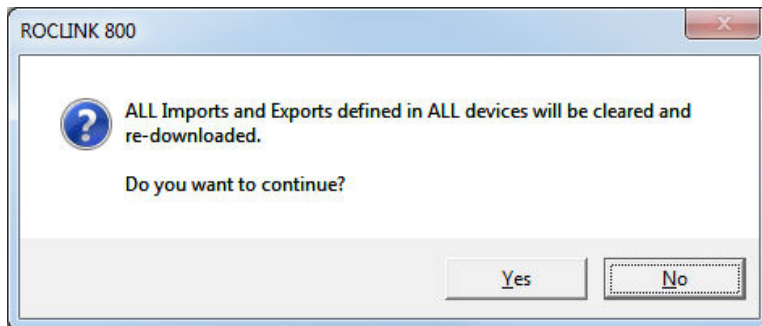 ROCLINK 800
ALL Imports and Exports defined in ALL devices will be cleared and
re-downloaded.
Do you want to continue?
Yes
No